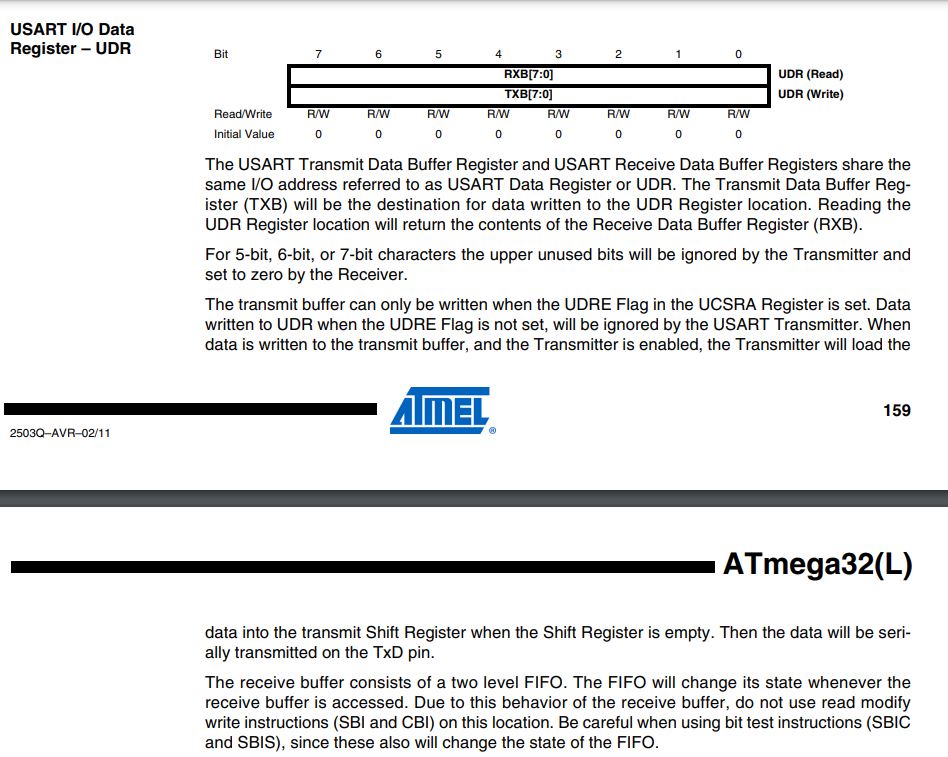 USART I/O Data
Register – UDR
Bit 7 6 5 4 3 2 1 0
RXB[7:0] UDR (Read)
TXB[7:0] UDR (Write)
Read/Write R/W R/W R/W R/W R/W R/W R/W R/W
Initial Value 0 0 0 0 0 0 0 0
The USART Transmit Data Buffer Register and USART Receive Data Buffer Registers share the
same I/O address referred to as USART Data Register or UDR. The Transmit Data Buffer Reg-
ister (TXB) will be the destination for data written to the UDR Register location. Reading the
UDR Register location will return the contents of the Receive Data Buffer Register (RXB).
For 5-bit, 6-bit, or 7-bit characters the upper unused bits will be ignored by the Transmitter and
set to zero by the Receiver.
The transmit buffer can only be written when the UDRE Flag in the UCSRA Register is set. Data
written to UDR when the UDRE Flag is not set, will be ignored by the USART Transmitter. When
data is written to the transmit buffer, and the Transmitter is enabled, the Transmitter will load the
ATMEL®
159
2503Q–AVR–02/11
ATmega32(L)
data into the transmit Shift Register when the Shift Register is empty. Then the data will be seri-
ally transmitted on the TxD pin.
The receive buffer consists of a two level FIFO. The FIFO will change its state whenever the
receive buffer is accessed. Due to this behavior of the receive buffer, do not use read modify
write instructions (SBI and CBI) on this location. Be careful when using bit test instructions (SBIC
and SBIS), since these also will change the state of the FIFO.